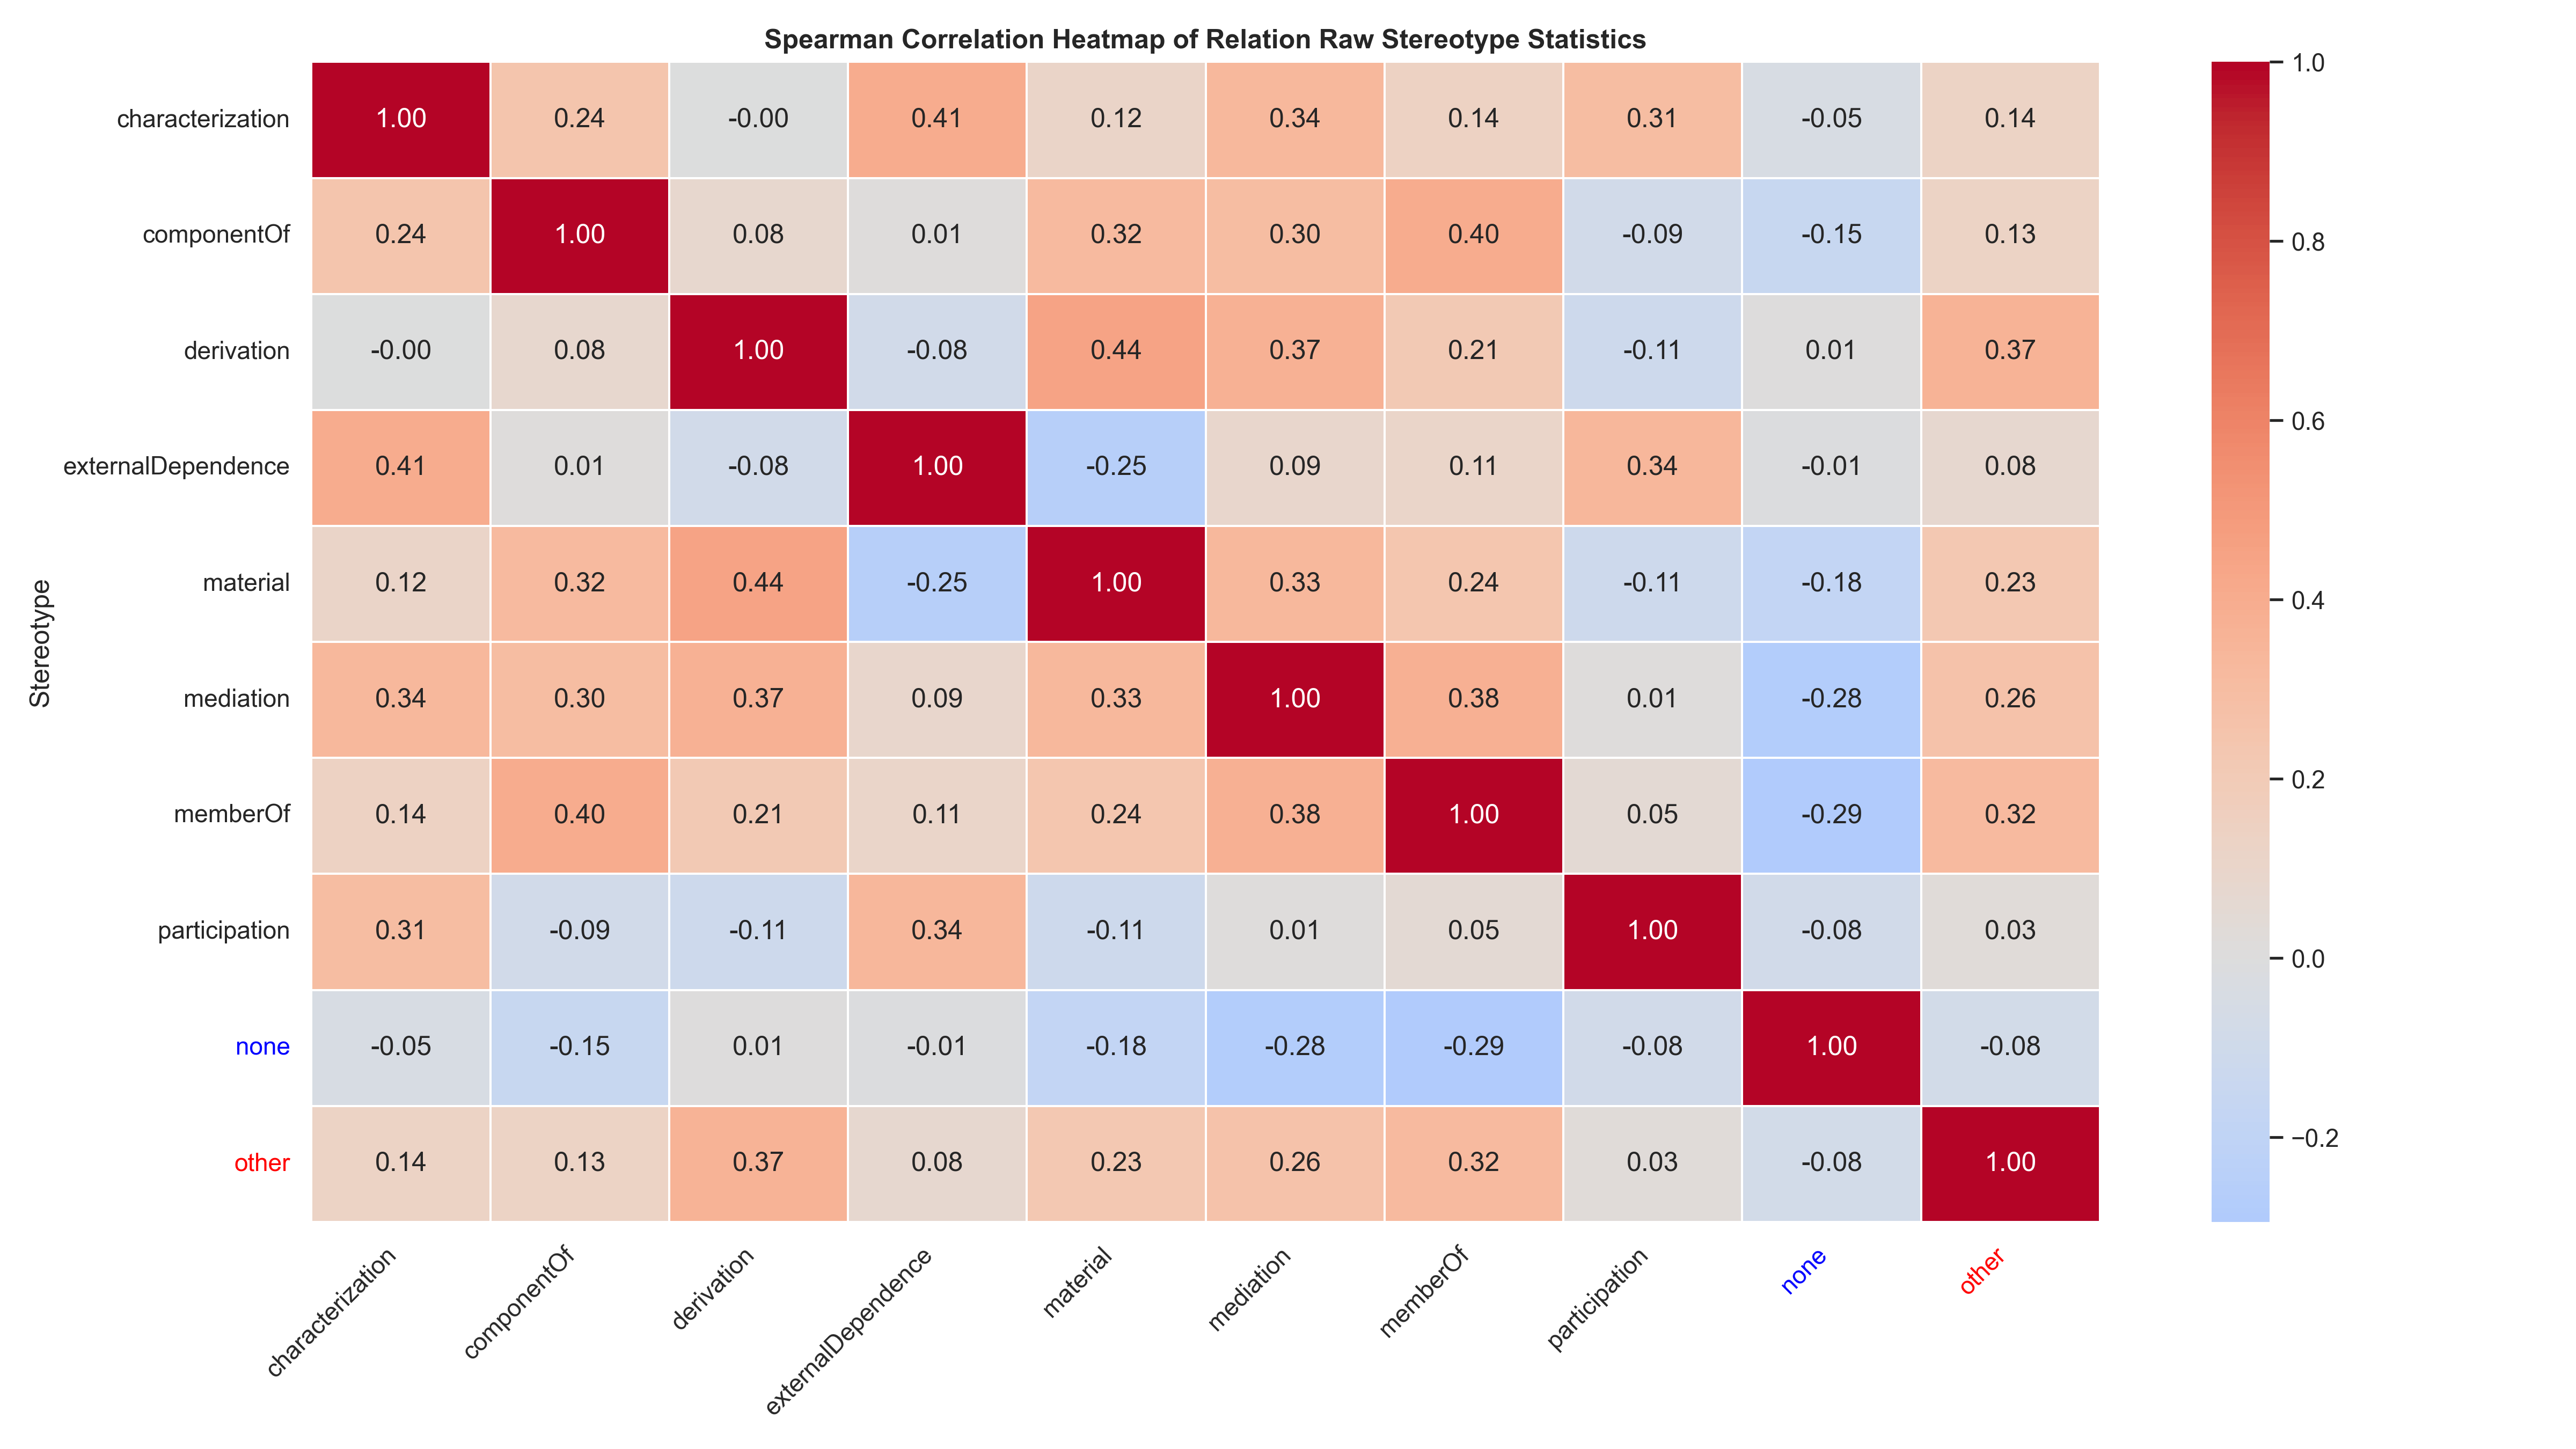 Spearman Correlation Heatmap of Relation Raw Stereotype Statistics
Stereotype
characterization 1.00 0.24 -0.00 0.41 0.12 0.34 0.14 0.31 -0.05 0.14
componentOf 0.24 1.00 0.08 0.01 0.32 0.30 0.40 -0.09 -0.15 0.13
derivation -0.00 0.08 1.00 -0.08 0.44 0.37 0.21 -0.11 0.01 0.37
externalDependence 0.41 0.01 -0.08 1.00 -0.25 0.09 0.11 0.34 -0.01 0.08
material 0.12 0.32 0.44 -0.25 1.00 0.33 0.24 -0.11 -0.18 0.23
mediation 0.34 0.30 0.37 0.09 0.33 1.00 0.38 0.01 -0.28 0.26
memberOf 0.14 0.40 0.21 0.11 0.24 0.38 1.00 0.05 -0.29 0.32
participation 0.31 -0.09 -0.11 0.34 -0.11 0.01 0.05 1.00 -0.08 0.03
none -0.05 -0.15 0.01 -0.01 -0.18 -0.28 -0.29 -0.08 1.00 -0.08
other 0.14 0.13 0.37 0.08 0.23 0.26 0.32 0.03 -0.08 1.00
characterization
componentOf
derivation
externalDependence
material
mediation
memberOf
participation
none
other
1.0
0.8
0.6
0.4
0.2
0.0
−0.2